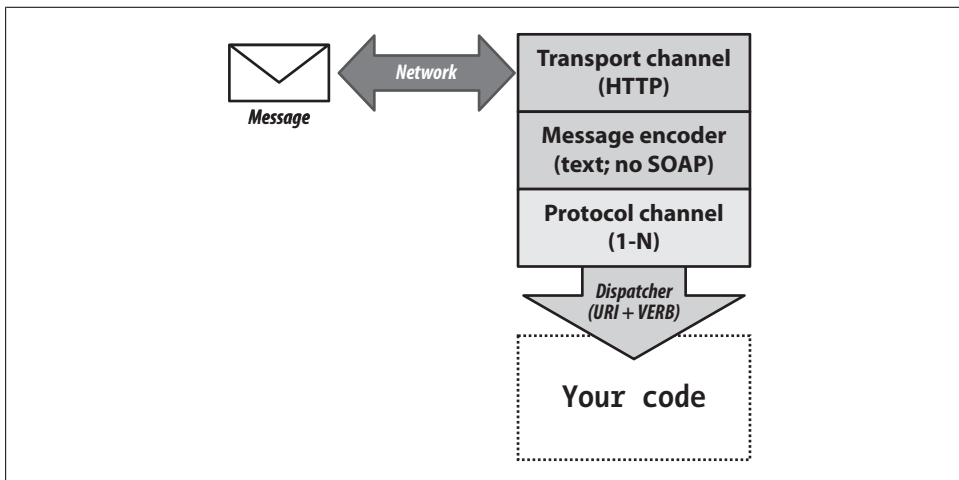 Message
Network
Transport channel
(HTTP)
Message encoder
(text; no SOAP)
Protocol channel
(1-N)
Dispatcher
(URI + VERB)
Your code